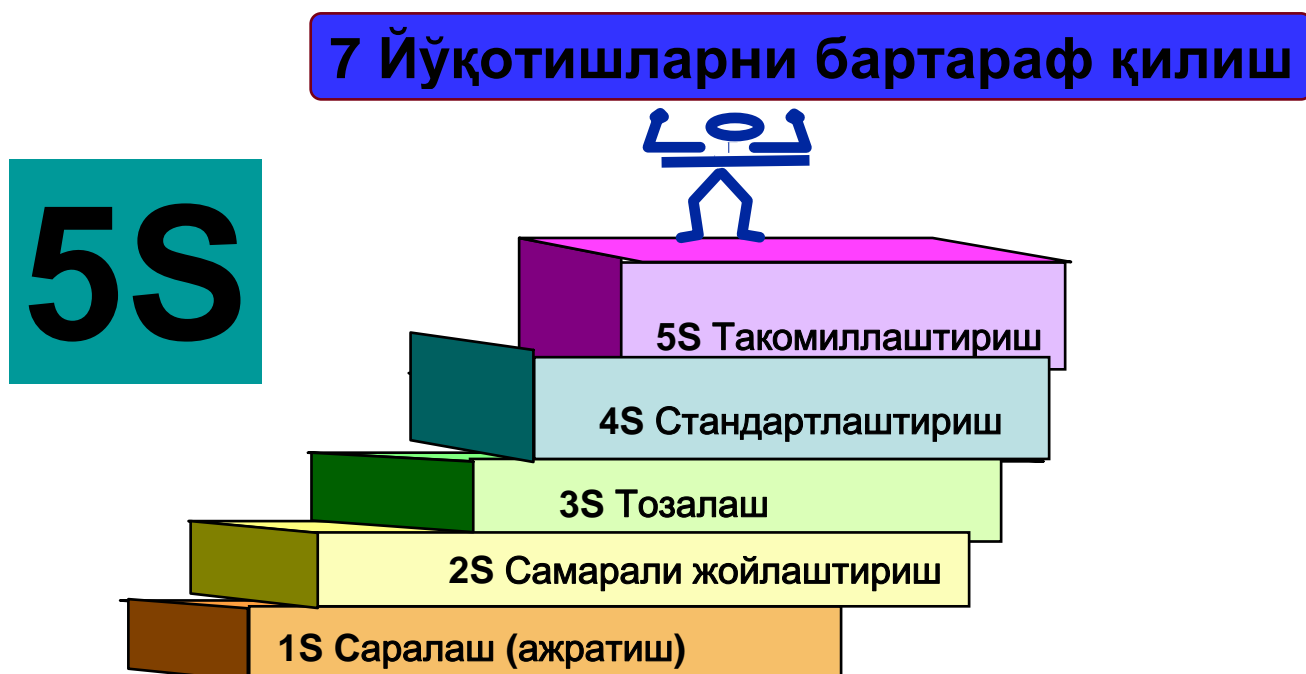 7 Йўқотишларни бартараф қилиш
5S
5S Такомиллаштириш
4S Стандартлаштириш
3S Тозалаш
2S Самарали жойлаштириш
1S Саралаш (ажратиш)